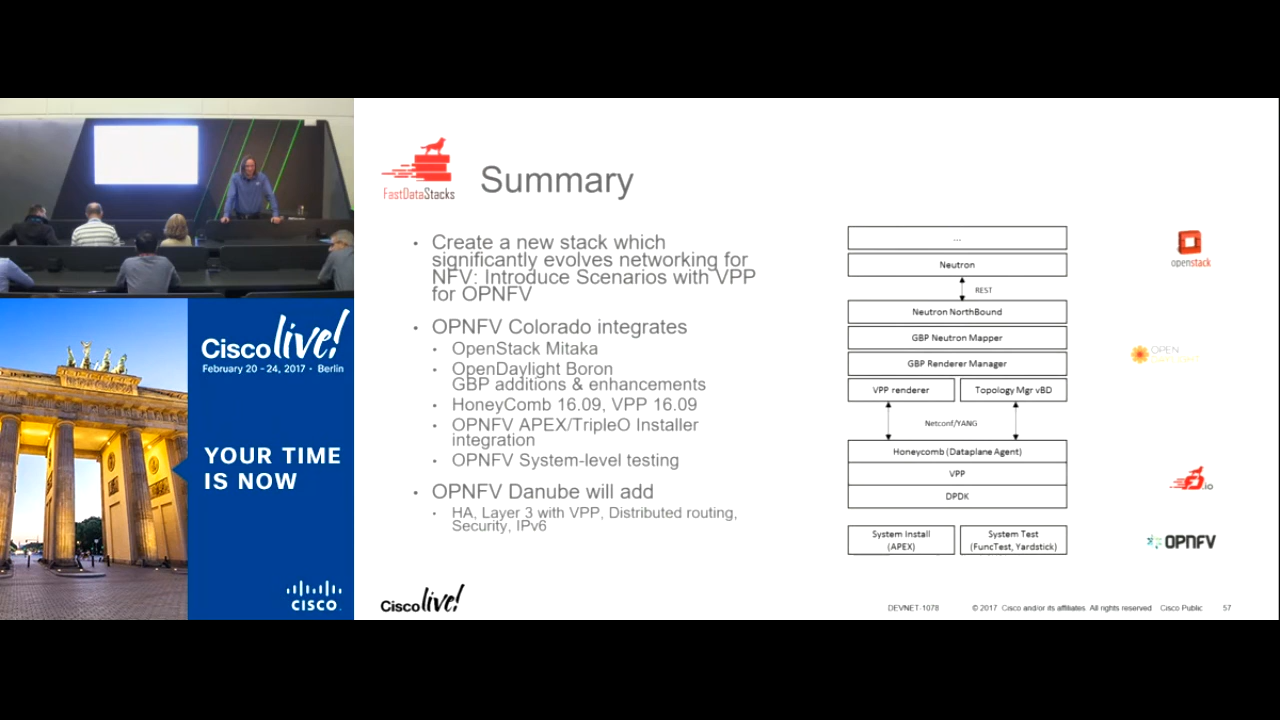 Cisco live!
February 20 - 24, 2017 • Berlin
YOUR TIME
IS NOW
CISCO
FastDataStacks
Summary
• Create a new stack which
significantly evolves networking for
NFV: Introduce Scenarios with VPP
for OPNFV
• OPNFV Colorado integrates
• OpenStack Mitaka
• OpenDaylight Boron
GBP additions & enhancements
• HoneyComb 16.09, VPP 16.09
• OPNFV APEX/TripleO Installer
integration
• OPNFV System-level testing
• OPNFV Danube will add
• HA, Layer 3 with VPP, Distributed routing,
Security, IPv6
...
Neutron
REST
Neutron NorthBound
GBP Neutron Mapper
GBP Renderer Manager
VPP renderer
Topology Mgr vBD
Netconf/YANG
Honeycomb (Dataplane Agent)
VPP
DPDK
System Install
(APEX)
System Test
(FuncTest, Yardstick)
openstack
OPEN
.io
OPNFV
Cisco live!
DEVNET-1078
© 2017 Cisco and/or its affiliates. All rights reserved
Cisco Public
57